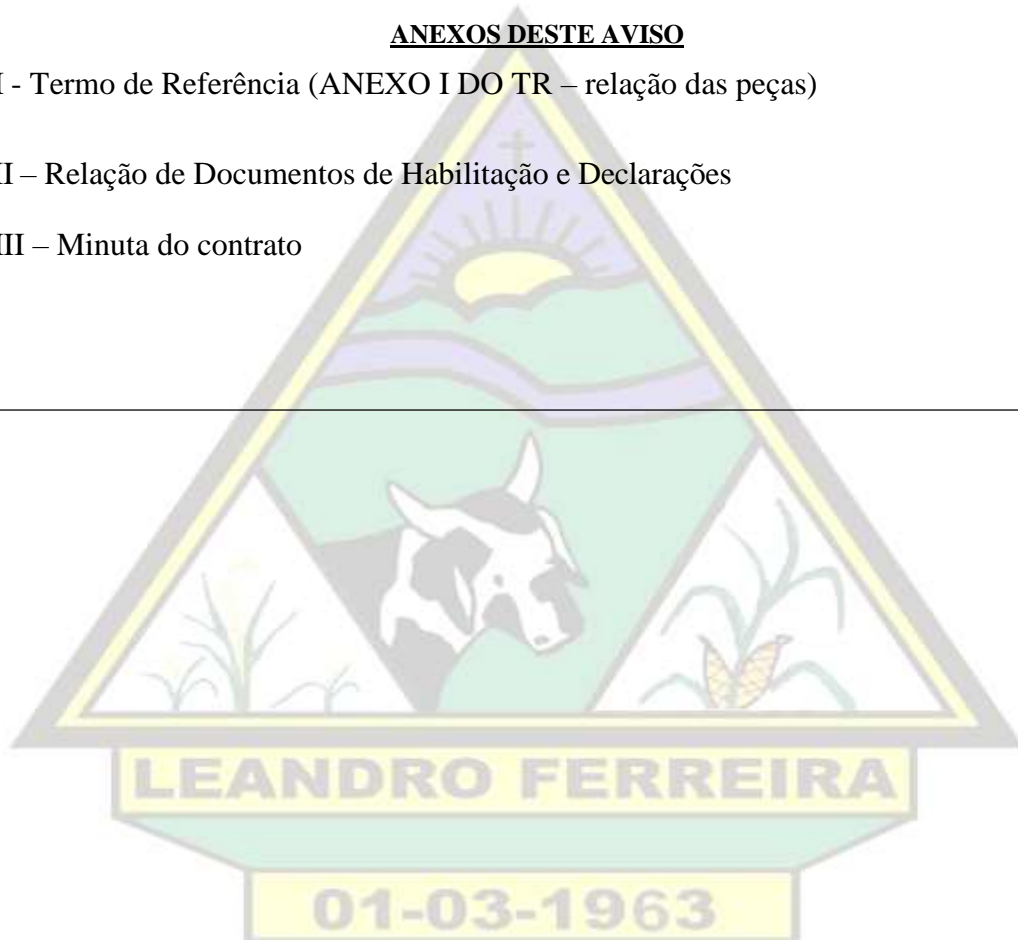 ANEXOS DESTE AVISO
I - Termo de Referência (ANEXO I DO TR – relação das peças)
II – Relação de Documentos de Habilitação e Declarações
III – Minuta do contrato
LEANDRO FERREIRA
01-03-1963